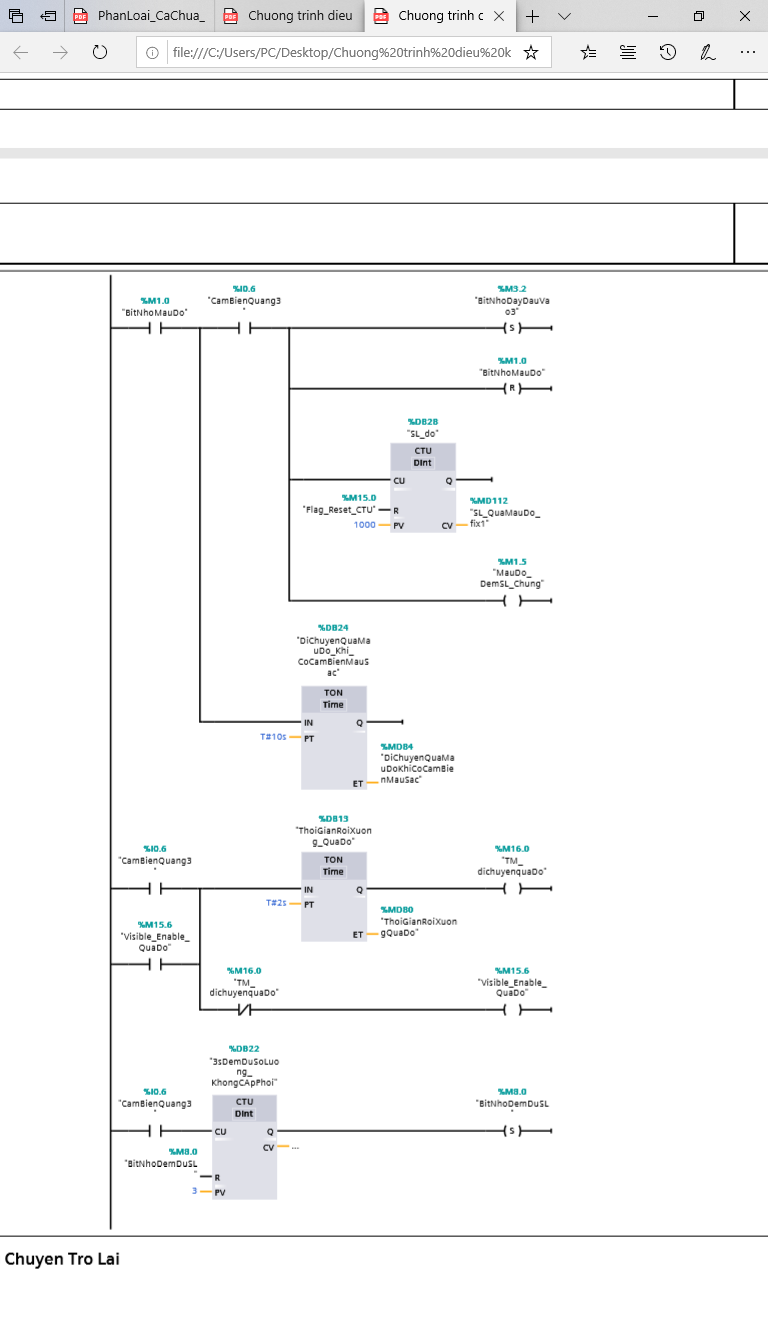 PhanLoai_CaChua_
Chuong trinh dieu
Chuong trinh c
file:///C:/Users/PC/Desktop/Chuong%20trinh%20dieu%20k
%M1.0
"BitNhoMauDo"
%I0.6
"CamBienQuang3
"
%M3.2
"BitNhoDayDauVa
o3"
S
%M1.0
"BitNhoMauDo"
R
%DB28
"SL_do"
CTU
DInt
CU
Q
%M15.0
"Flag_Reset_CTU"
R
1000
PV
CV
%MD112
"SL_QuaMauDo_
fix1"
%M1.5
"MauDo_
DemSL_Chung"
%DB24
"DiChuyenQuaMa
uDo_Khi_
CoCamBienMauS
ac"
TON
Time
IN
Q
T#10s
PT
ET
%MD84
"DiChuyenQuaMa
uDoKhiCoCamBie
nMauSac"
%I0.6
"CamBienQuang3
"
%DB13
"ThoiGianRoiXuon
g_QuaDo"
TON
Time
IN
Q
T#2s
PT
ET
%MD80
"ThoiGianRoiXuon
gQuaDo"
%M16.0
"TM_
dichuyenquaDo"
%M15.6
"Visible_Enable_
QuaDo"
%M16.0
"TM_
dichuyenquaDo"
%M15.6
"Visible_Enable_
QuaDo"
%DB22
"3sDemDuSoLuo
ng_
KhongCApPhoi"
CTU
DInt
%I0.6
"CamBienQuang3
"
CU
Q
CV
...
%M8.0
"BitNhoDemDuSL
"
R
3
PV
%M8.0
"BitNhoDemDuSL
"
S
Chuyen Tro Lai